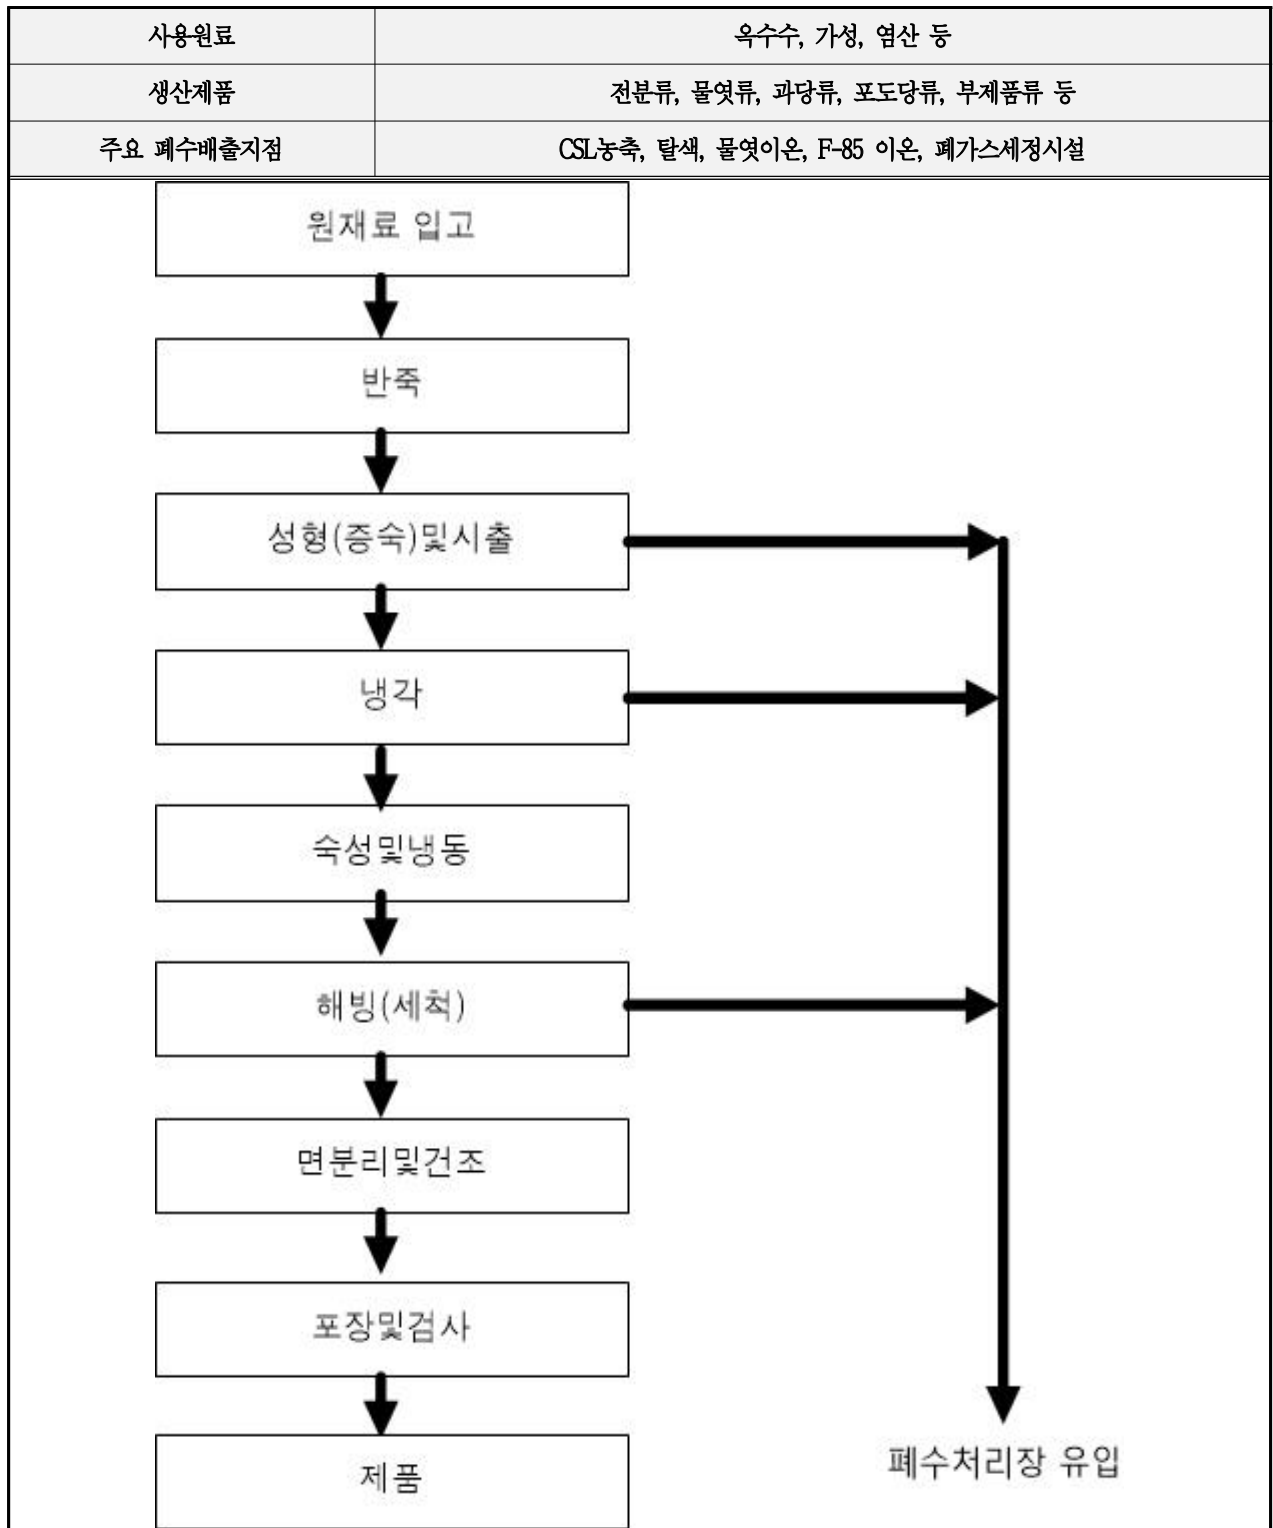 사용원료 옥수수, 가성, 염산 등
생산제품 전분류, 물엿류, 과당류, 포도당류, 부제품류 등
주요 폐수배출지점 CSL농축, 탈색, 물엿이온, F-85 이온, 폐가스세정시설
원재료 입고
반죽
성형(증숙)및시출
냉각
숙성및냉동
해빙(세척)
면분리및건조
포장및검사
제품
폐수처리장 유입